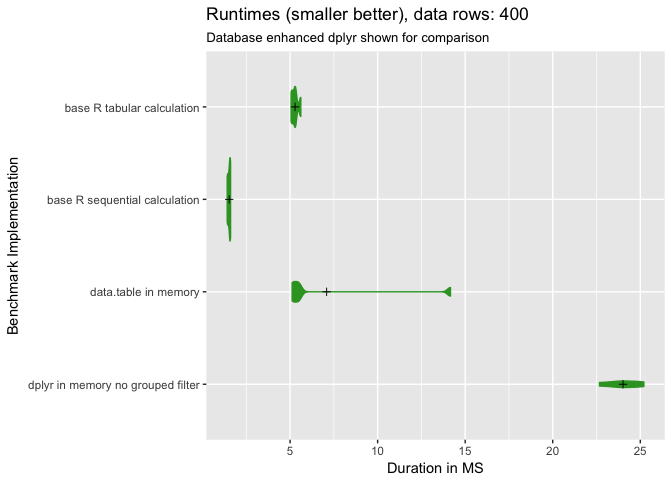 Runtimes (smaller better), data rows: 400
Database enhanced dplyr shown for comparison
Benchmark Implementation
base R tabular calculation
base R sequential calculation
data.table in memory
dplyr in memory no grouped filter
5 10 15 20 25
Duration in MS